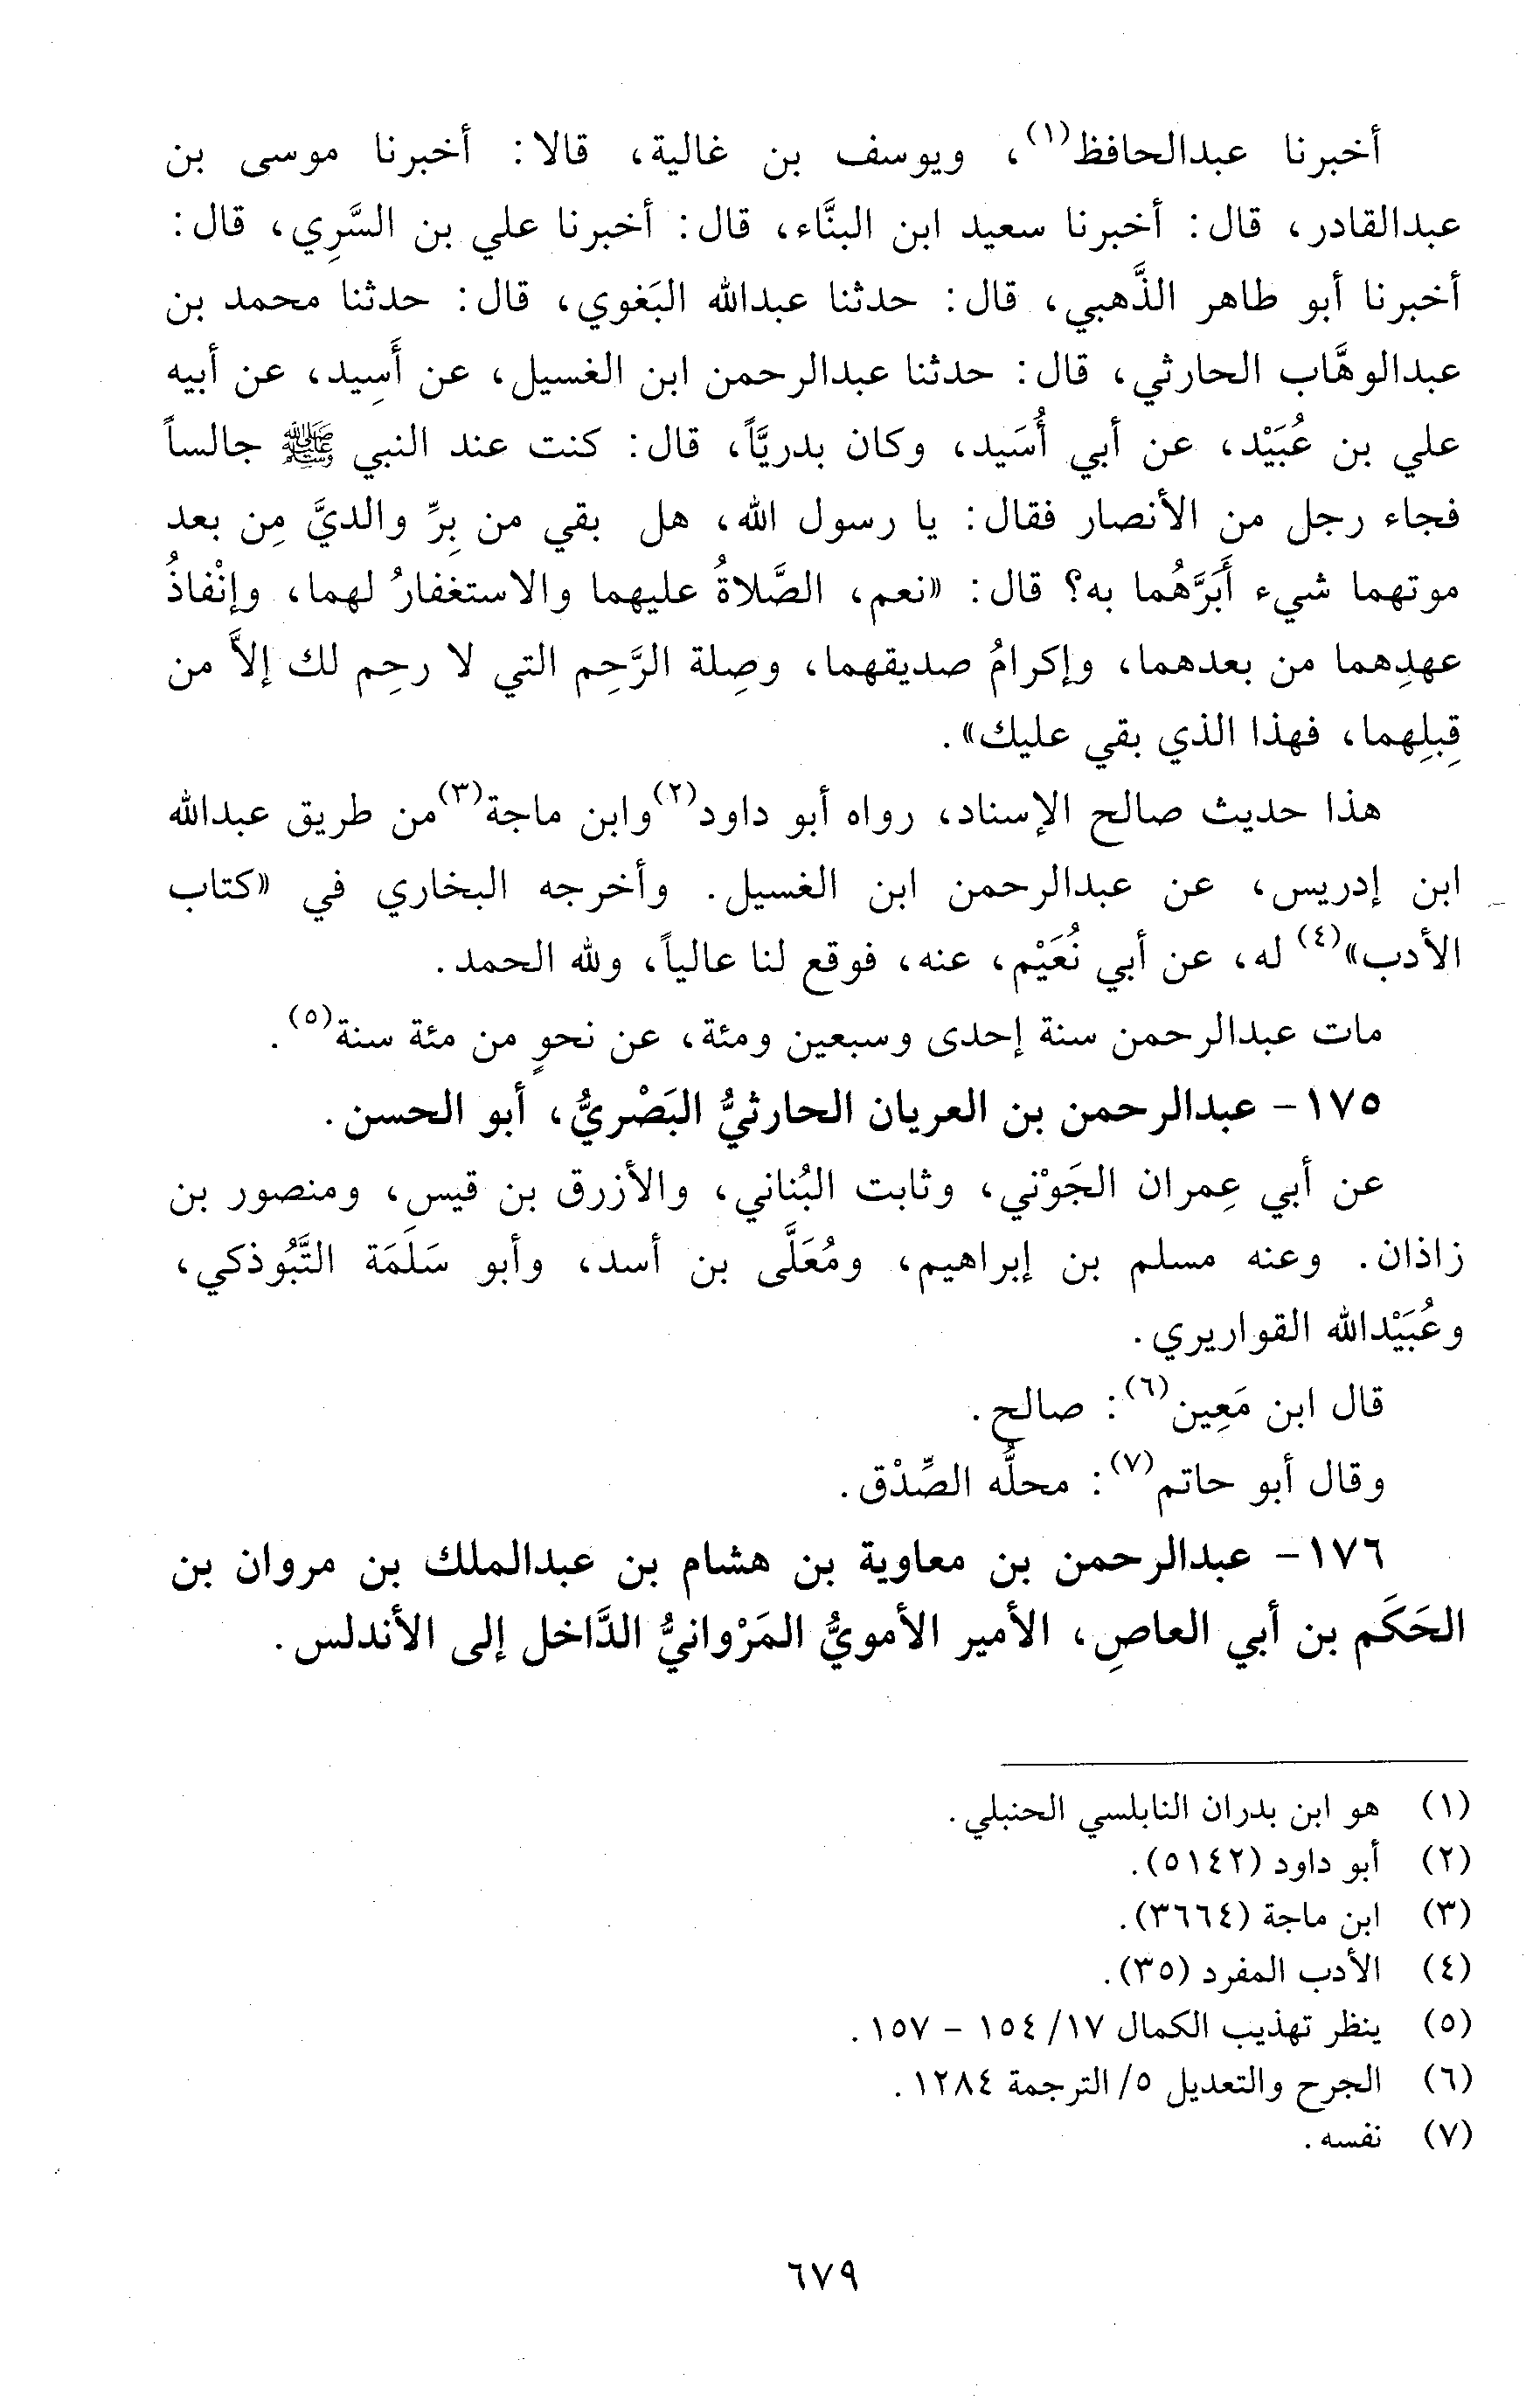 أخبرنا عبدالحافظ(١)، ويوسف بن غالية، قالا: أخبرنا موسى بن
عبدالقادر، قال: أخبرنا سعيد ابن البنَّاء، قال: أخبرنا علي بن السَّرِي، قال:
أخبرنا أبو طاهر الذَّهبي، قال: حدثنا عبدالله البَغوي، قال: حدثنا محمد بن
عبدالوهَّاب الحارثي، قال: حدثنا عبدالرحمن ابن الغسيل، عن أَسِيد، عن أبيه
علي بن عُبَيْد، عن أبي أُسَيد، وكان بدريَّاً، قال: كنت عند النبي ﷺ جالساً
فجاء رجل من الأنصار فقال: يا رسول الله، هل بقي من بِرِّ والديَّ مِن بعد
موتهما شيء أَبَرَّهُما به؟ قال: «نعم، الصَّلاةُ عليهما والاستغفارُ لهما، وإنْفاذُ
عهدِهما من بعدهما، وإكرامُ صديقهما، وصِلة الرَّحِم التي لا رحِم لك إلاَّ من
قِبلِهما، فهذا الذي بقي عليك».
هذا حديث صالح الإسناد، رواه أبو داود(٢) وابن ماجة(٣) من طريق عبدالله
ابن إدريس، عن عبدالرحمن ابن الغسيل. وأخرجه البخاري في «كتاب
الأدب»(٤) له، عن أبي نُعَيْم، عنه، فوقع لنا عالياً، ولله الحمد.
مات عبدالرحمن سنة إحدى وسبعين ومئة، عن نحوٍ من مئة سنة(٥).
١٧٥- عبدالرحمن بن العريان الحارثيُّ البَصْريُّ، أبو الحسن.
عن أبي عِمران الجَوْني، وثابت البُناني، والأزرق بن قيس، ومنصور بن
زاذان. وعنه مسلم بن إبراهيم، ومُعَلَّى بن أسد، وأبو سَلَمَة التَّبُوذكي،
وعُبَيْدالله القواريري.
قال ابن مَعِين(٦): صالح.
وقال أبو حاتم(٧): محلُّه الصِّدْق.
١٧٦- عبدالرحمن بن معاوية بن هشام بن عبدالملك بن مروان بن
الحَكَم بن أبي العاصِ، الأمير الأمويُّ المَرْوانيُّ الدَّاخل إلى الأندلس.
(١) هو ابن بدران النابلسي الحنبلي.
(٢) أبو داود (٥١٤٢).
(٣) ابن ماجة (٣٦٦٤).
(٤) الأدب المفرد (٣٥).
(٥) ينظر تهذيب الكمال ١٧/ ١٥٤ - ١٥٧.
(٦) الجرح والتعديل ٥/ الترجمة ١٢٨٤.
(٧) نفسه.
٦٧٩